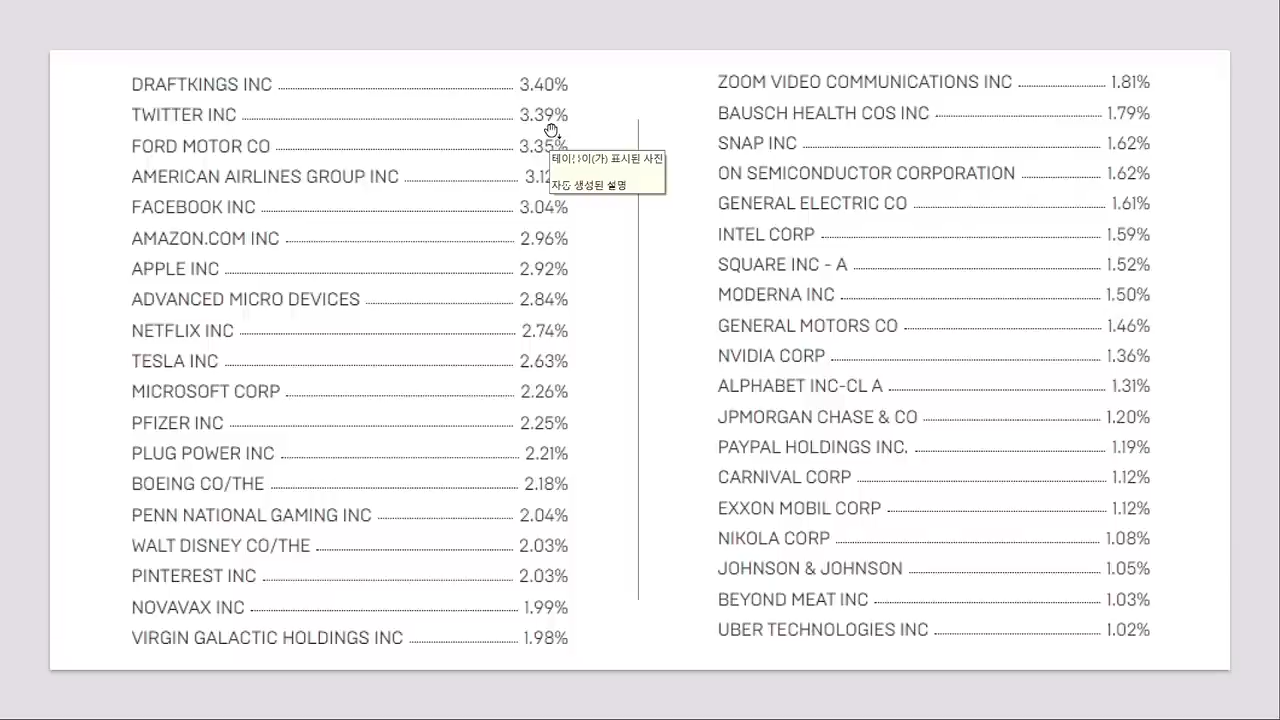 DRAFTKINGS INC 3.40%
TWITTER INC 3.39%
FORD MOTOR CO 3.35%
AMERICAN AIRLINES GROUP INC
FACEBOOK INC 3.04%
AMAZON.COM INC 2.96%
APPLE INC 2.92%
ADVANCED MICRO DEVICES 2.84%
NETFLIX INC 2.74%
TESLA INC 2.63%
MICROSOFT CORP 2.26%
PFIZER INC 2.25%
PLUG POWER INC 2.21%
BOEING CO/THE 2.18%
PENN NATIONAL GAMING INC 2.04%
WALT DISNEY CO/THE 2.03%
PINTEREST INC 2.03%
NOVAVAX INC 1.99%
VIRGIN GALACTIC HOLDINGS INC 1.98%
표시된 사진
생성된 설명
ZOOM VIDEO COMMUNICATIONS INC 1.81%
BAUSCH HEALTH COS INC 1.79%
SNAP INC 1.62%
ON SEMICONDUCTOR CORPORATION 1.62%
GENERAL ELECTRIC CO 1.61%
INTEL CORP 1.59%
SQUARE INC - A 1.52%
MODERNA INC 1.50%
GENERAL MOTORS CO 1.46%
NVIDIA CORP 1.36%
ALPHABET INC-CL A 1.31%
JPMORGAN CHASE & CO 1.20%
PAYPAL HOLDINGS INC. 1.19%
CARNIVAL CORP 1.12%
EXXON MOBIL CORP 1.12%
NIKOLA CORP 1.08%
JOHNSON & JOHNSON 1.05%
BEYOND MEAT INC 1.03%
UBER TECHNOLOGIES INC 1.02%